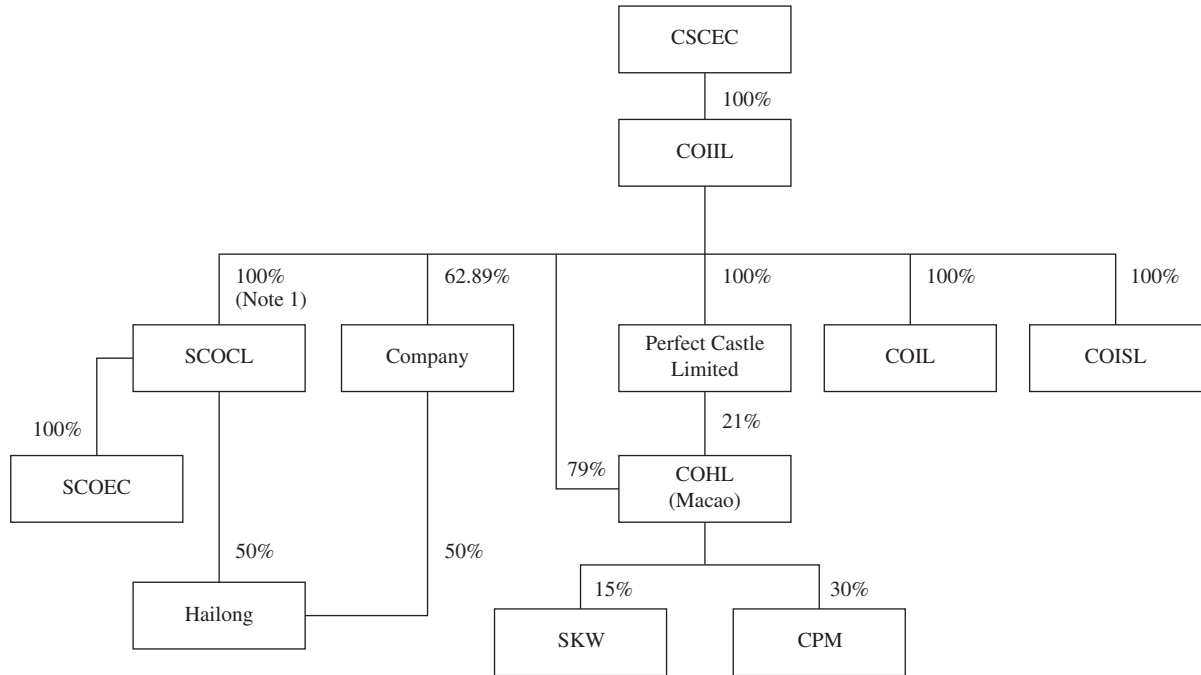 CSCEC
100%
COIIL
100%
(Note 1)
62.89%
100%
100%
100%
SCOCL
Company
Perfect Castle
Limited
COIL
COISL
21%
100%
79%
SCOEC
COHL
(Macao)
50%
50%
15%
30%
Hailong
SKW
CPM